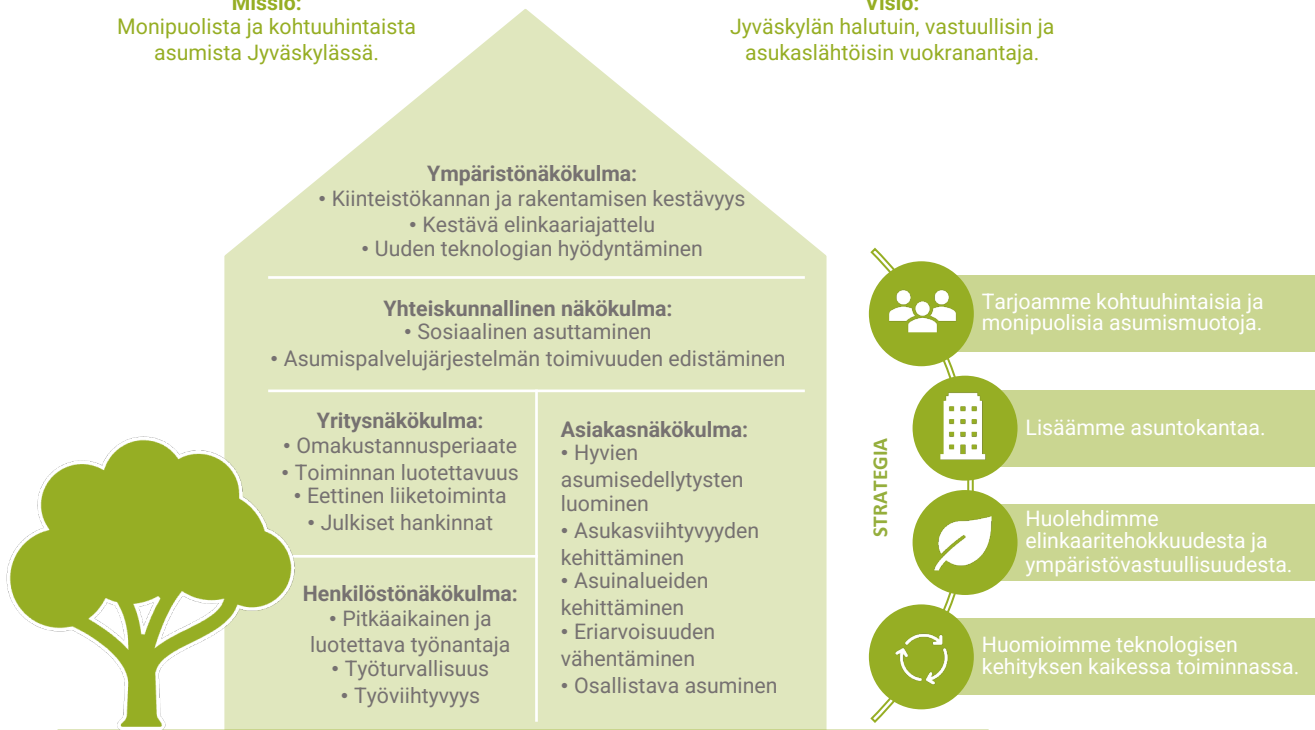 Missio:
Monipuolista ja kohtuuhintaista
asumista Jyväskylässä.
Visio:
Jyväskylän halutuin, vastuullisin ja
asukaslähtöisin vuokranantaja.
Ympäristönäkökulma:
• Kiinteistökannan ja rakentamisen kestävyys
• Kestävä elinkaariajattelu
• Uuden teknologian hyödyntäminen
Yhteiskunnallinen näkökulma:
• Sosiaalinen asuttaminen
• Asumispalvelujärjestelmän toimivuuden edistäminen
Yritysnäkökulma:
• Omakustannusperiaate
• Toiminnan luotettavuus
• Eettinen liiketoiminta
• Julkiset hankinnat
Henkilöstönäkökulma:
• Pitkäaikainen ja
luotettava työnantaja
• Työturvallisuus
• Työviihtyvyys
Asiakasnäkökulma:
• Hyvien
asumisedellytysten
luominen
• Asukasviihtyvyyden
kehittäminen
• Asuinalueiden
kehittäminen
• Eriarvoisuuden
vähentäminen
• Osallistava asuminen
STRATEGIA
Tarjoamme kohtuuhintaisia ja
monipuolisia asumismuotoja.
Lisäämme asuntokantaa.
Huolehdimme
elinkaaritehokkuudesta ja
ympäristövastuullisuudesta.
Huomioimme teknologisen
kehityksen kaikessa toiminnassa.